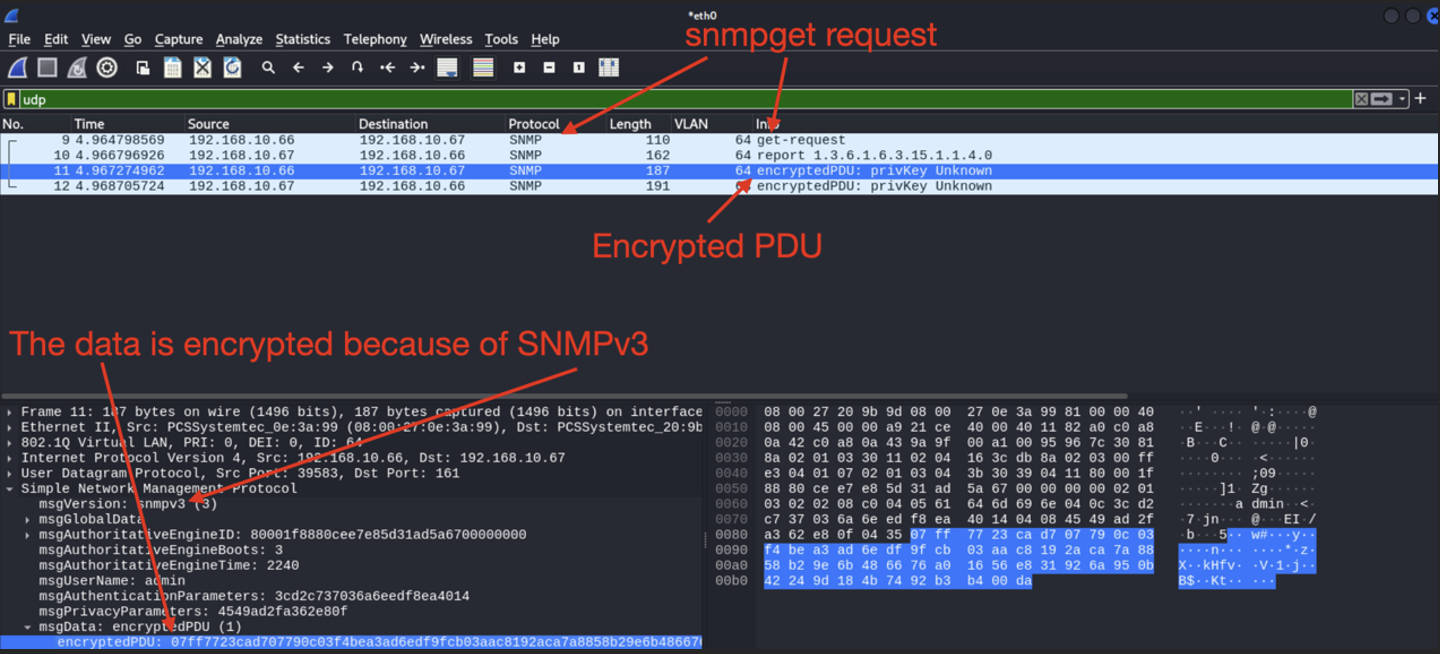 *eth0
File Edit View Go Capture Analyze Statistics Telephony Wireless Tools Help
snmpget request
udp
No. Time Source Destination Protocol Length VLAN Info
9 4.964798569 192.168.10.66 192.168.10.67 SNMP 110 64 get-request
10 4.966796926 192.168.10.67 192.168.10.66 SNMP 162 64 report 1.3.6.1.6.3.15.1.1.4.0
11 4.967274962 192.168.10.66 192.168.10.67 SNMP 187 64 encryptedPDU: privKey Unknown
12 4.968705724 192.168.10.67 192.168.10.66 SNMP 191 64 encryptedPDU: privKey Unknown
Encrypted PDU
The data is encrypted because of SNMPv3
Frame 11: 187 bytes on wire (1496 bits), 187 bytes captured (1496 bits) on interface
Ethernet II, Src: PCSSystemtec_0e:3a:99 (08:00:27:0e:3a:99), Dst: PCSSystemtec_20:9b
802.1Q Virtual LAN, PRI: 0, DEI: 0, ID: 64
Internet Protocol Version 4, Src: 192.168.10.66, Dst: 192.168.10.67
User Datagram Protocol, Src Port: 39583, Dst Port: 161
Simple Network Management Protocol
msgVersion: snmpv3 (3)
msgGlobalData
msgAuthoritativeEngineID: 80001f8880cee7e85d31ad5a6700000000
msgAuthoritativeEngineBoots: 3
msgAuthoritativeEngineTime: 2240
msgUserName: admin
msgAuthenticationParameters: 3cd2c737036a6eedf8ea4014
msgPrivacyParameters: 4549ad2fa362e80f
msgData: encryptedPDU (1)
encryptedPDU: 07ff7723cad707790c03f4bea3ad6edf9fcb03aac8192aca7a8858b29e6b486676
0000 08 00 27 20 9b 9d 08 00 27 0e 3a 99 81 00 00 40 ··' ····':····@
0010 08 00 45 00 00 a9 21 ce 40 00 40 11 82 a0 c0 a8 ··E···!·@·@·····
0020 0a 42 c0 a8 0a 43 9a 9f 00 a1 00 95 96 7c 30 81 ·B···C·······|0·
0030 8a 02 01 03 30 11 02 04 16 3c db 8a 02 03 00 ff ····0····<······
0040 e3 04 01 07 02 01 03 04 3b 30 39 04 11 80 00 1f ········;09·····
0050 88 80 ce e7 e8 5d 31 ad 5a 67 00 00 00 00 02 01 ·····]1·Zg······
0060 03 02 02 08 c0 04 05 61 64 6d 69 6e 04 0c 3c d2 ·······admin··<·
0070 c7 37 03 6a 6e ed f8 ea 40 14 04 08 45 49 ad 2f ·7·jn···@···EI·/
0080 a3 62 e8 0f 04 35 07 ff 77 23 ca d7 07 79 0c 03 ·b···5··w#···y··
0090 f4 be a3 ad 6e df 9f cb 03 aa c8 19 2a ca 7a 88 ····n·······*·z·
00a0 58 b2 9e 6b 48 66 76 a0 16 56 e8 31 92 6a 95 0b X··kHfv··V·1·j··
00b0 42 24 9d 18 4b 74 92 b3 b4 00 da B$··Kt·····